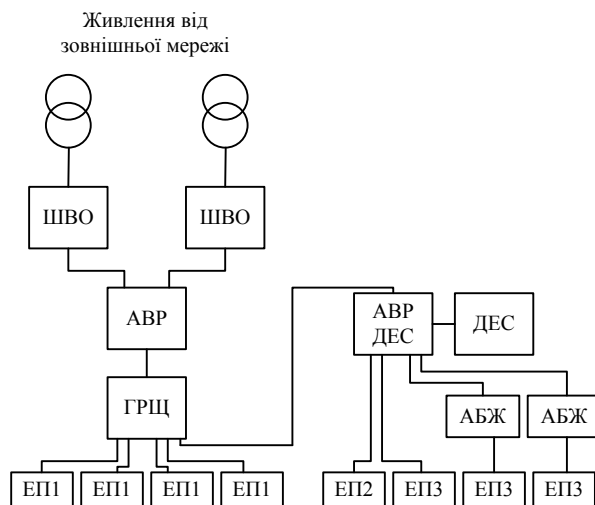 Живлення від
зовнішньої мережі
ШВО ШВО
АВР
АВР
ДЕС
ДЕС
ГРЩ
АБЖ АБЖ
ЕП1 ЕП1 ЕП1 ЕП1 ЕП2 ЕП3 ЕП3 ЕП3